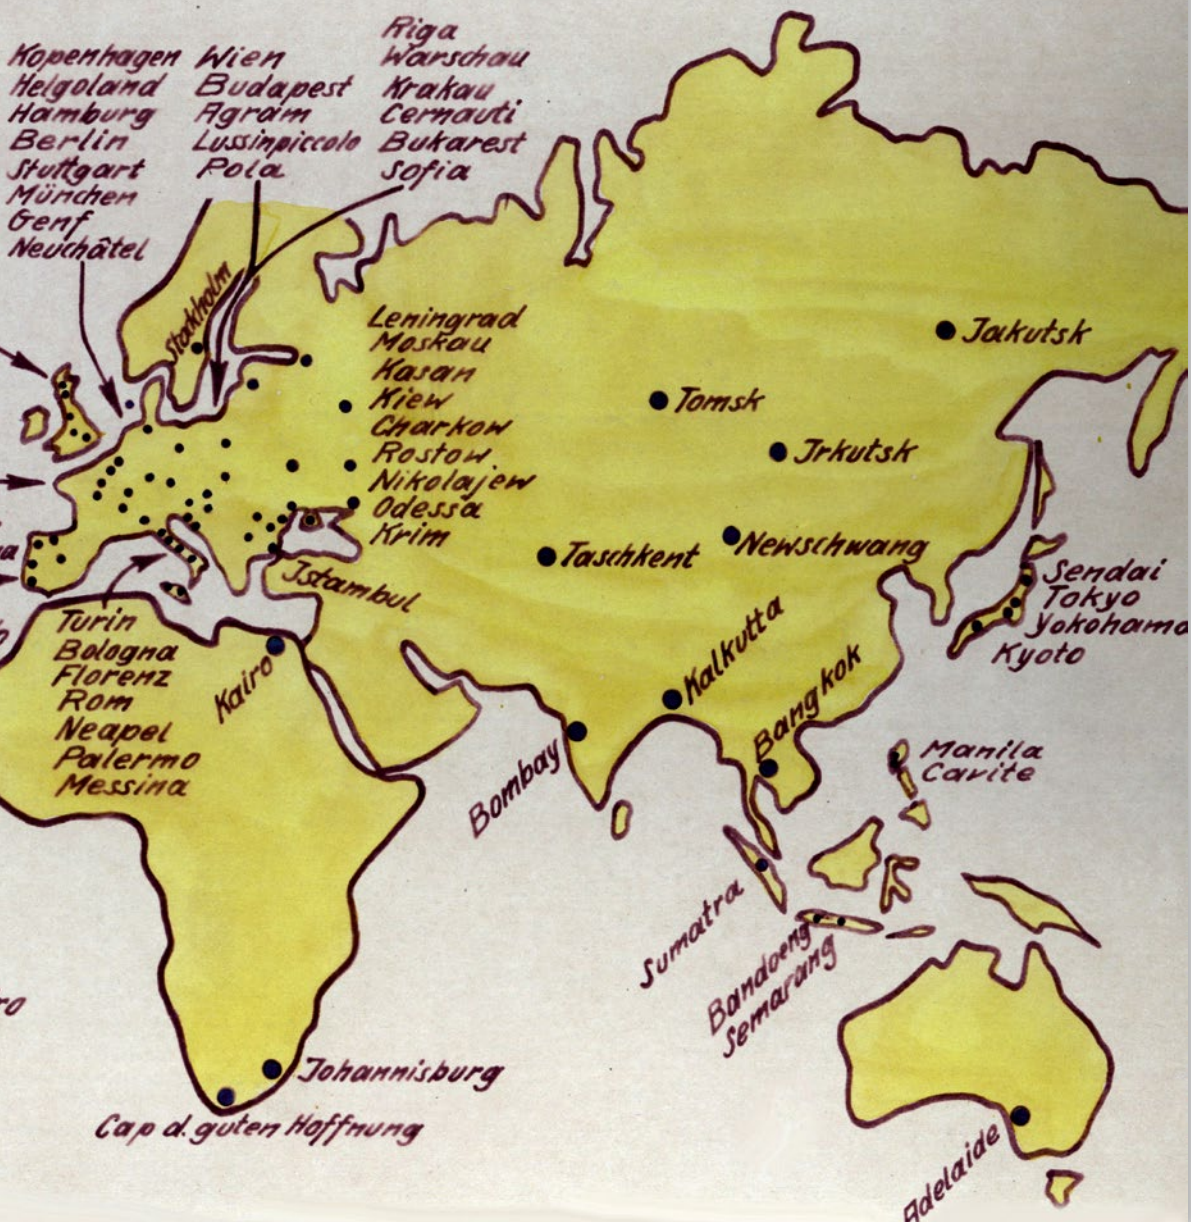 Kopenhagen
Helgoland
Hamburg
Berlin
Stuttgart
München
Genf
Neuchâtel
Wien
Budapest
Agram
Lussinpiccolo
Pola
Riga
Warschau
Krakau
Cernauti
Bukarest
Sofia
Stockholm
Leningrad
Moskau
Kasan
Kiew
Charkow
Rostow
Nikolajew
Odessa
Krim
Jakutsk
Tomsk
Jrkutsk
Newschwang
Taschkent
Jstambul
Sendai
Tokyo
Yokohama
Kyoto
Turin
Bologna
Florenz
Rom
Neapel
Palermo
Messina
Kairo
Kalkutta
Bangkok
Bombay
Manila
Cavite
Sumatra
Bandoeng
Semarang
Johannisburg
Cap d. guten Hoffnung
Adelaide